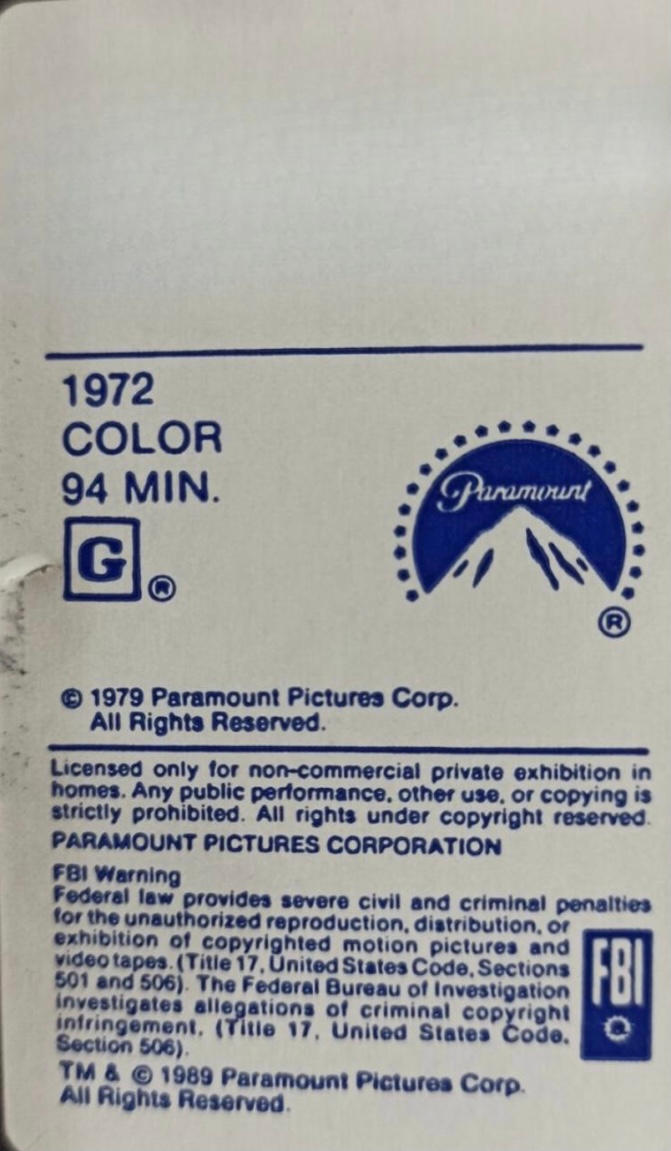 1972
COLOR
94 MIN.
G ®
Paramount
®
© 1979 Paramount Pictures Corp.
All Rights Reserved.
Licensed only for non-commercial private exhibition in
homes. Any public performance, other use, or copying is
strictly prohibited. All rights under copyright reserved.
PARAMOUNT PICTURES CORPORATION
FBI Warning
Federal law provides severe civil and criminal penalties
for the unauthorized reproduction, distribution, or
exhibition of copyrighted motion pictures and
video tapes. (Title 17, United States Code, Sections
501 and 506). The Federal Bureau of Investigation
investigates allegations of criminal copyright
infringement. (Title 17, United States Code,
Section 506).
FBI
TM & © 1989 Paramount Pictures Corp.
All Rights Reserved.